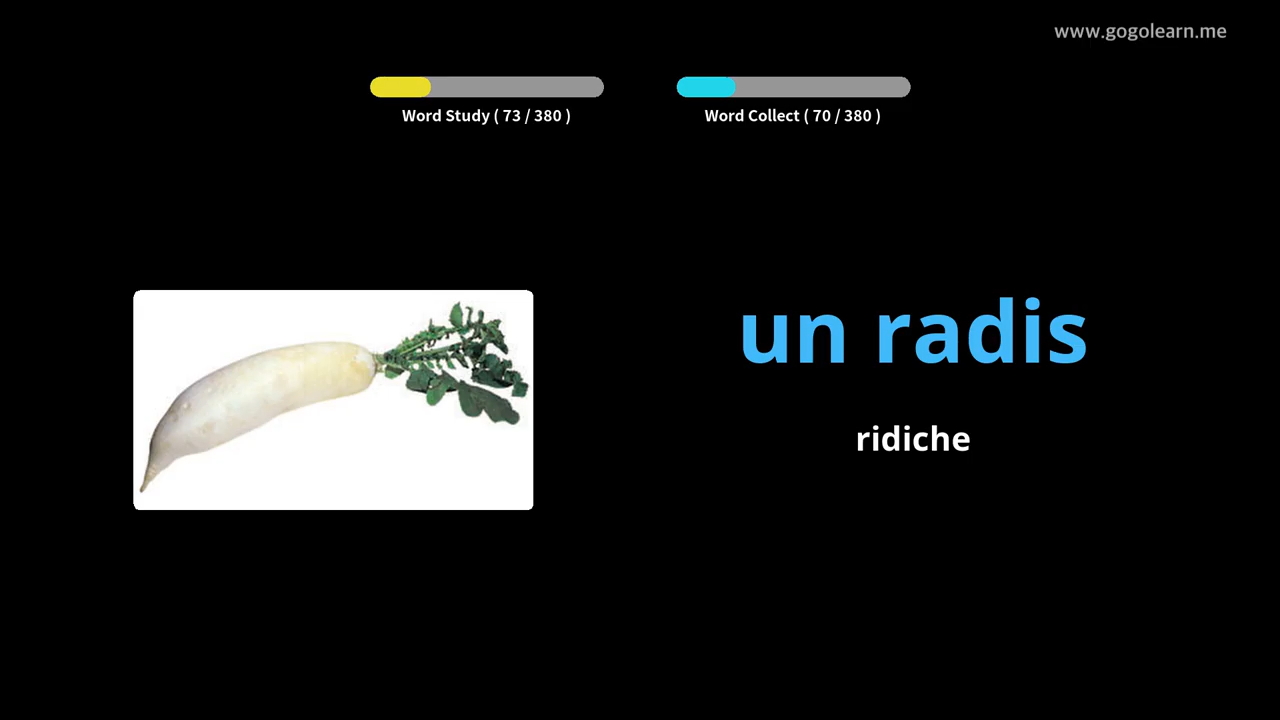 www.gogolearn.me
Word Study ( 73 / 380 )
Word Collect ( 70 / 380 )
un radis
ridiche